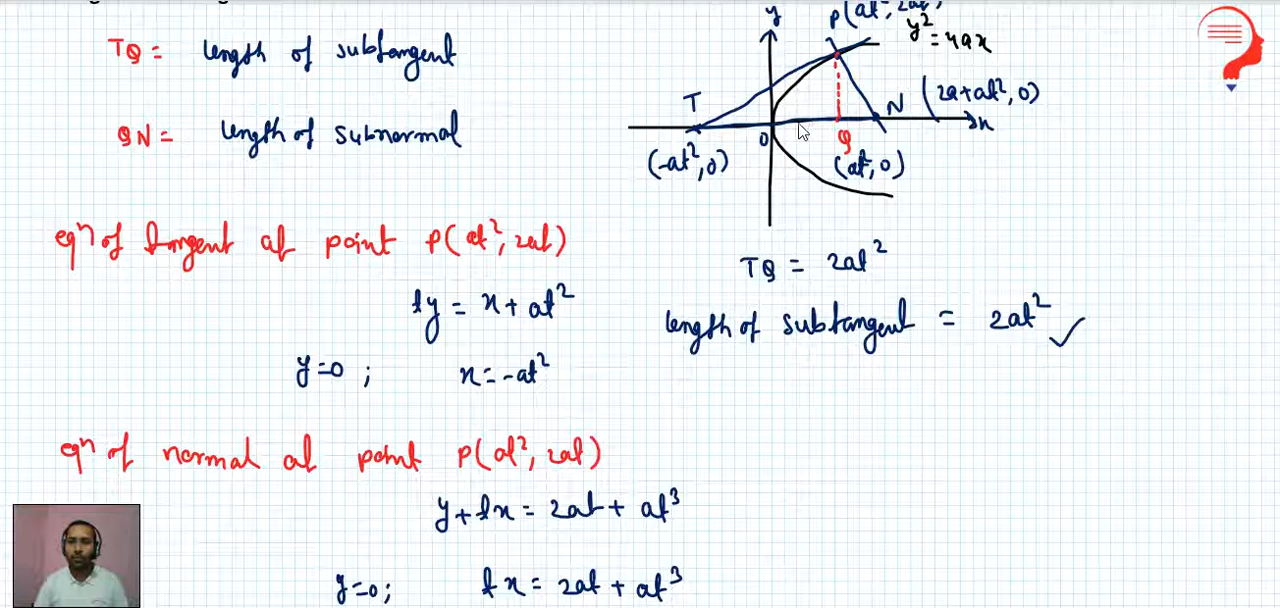 TQ = length of subtangent
QN = length of subnormal
y
P(at², 2at)
y² = 4ax
T
N
(2a+at², 0)
x
O
Q
(-at², 0)
(at², 0)
eqⁿ of tangent at point P(at², 2at)
TQ = 2at²
ty = x + at²
length of subtangent = 2at² ✓
y=0 ; x = -at²
eqⁿ of normal at point P(at², 2at)
y + tx = 2at + at³
y=0; tx = 2at + at³